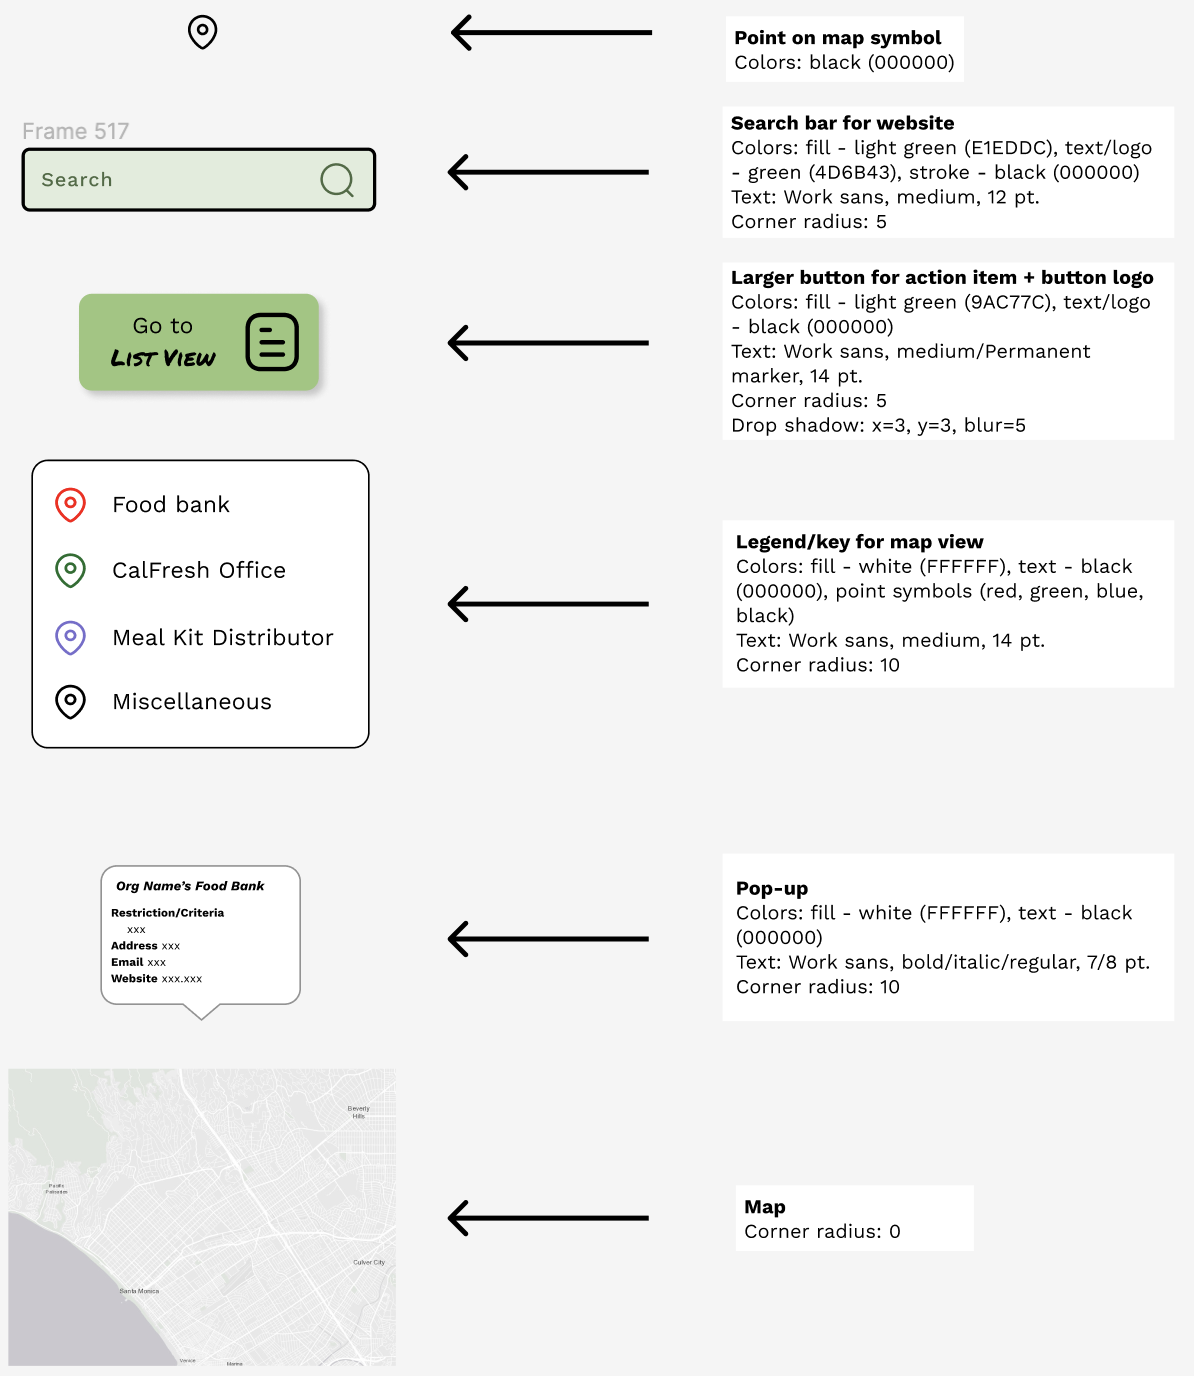 Point on map symbol
Colors: black (000000)
Frame 517
Search
Search bar for website
Colors: fill - light green (E1EDDC), text/logo
- green (4D6B43), stroke - black (000000)
Text: Work sans, medium, 12 pt.
Corner radius: 5
Go to
List View
Larger button for action item + button logo
Colors: fill - light green (9AC77C), text/logo
- black (000000)
Text: Work sans, medium/Permanent
marker, 14 pt.
Corner radius: 5
Drop shadow: x=3, y=3, blur=5
Food bank
CalFresh Office
Meal Kit Distributor
Miscellaneous
Legend/key for map view
Colors: fill - white (FFFFFF), text - black
(000000), point symbols (red, green, blue,
black)
Text: Work sans, medium, 14 pt.
Corner radius: 10
Org Name's Food Bank
Restriction/Criteria
xxx
Address xxx
Email xxx
Website xxx.xxx
Pop-up
Colors: fill - white (FFFFFF), text - black
(000000)
Text: Work sans, bold/italic/regular, 7/8 pt.
Corner radius: 10
Beverly
Hills
Pacific
Palisades
Culver City
Santa Monica
Venice
Marina
Map
Corner radius: 0